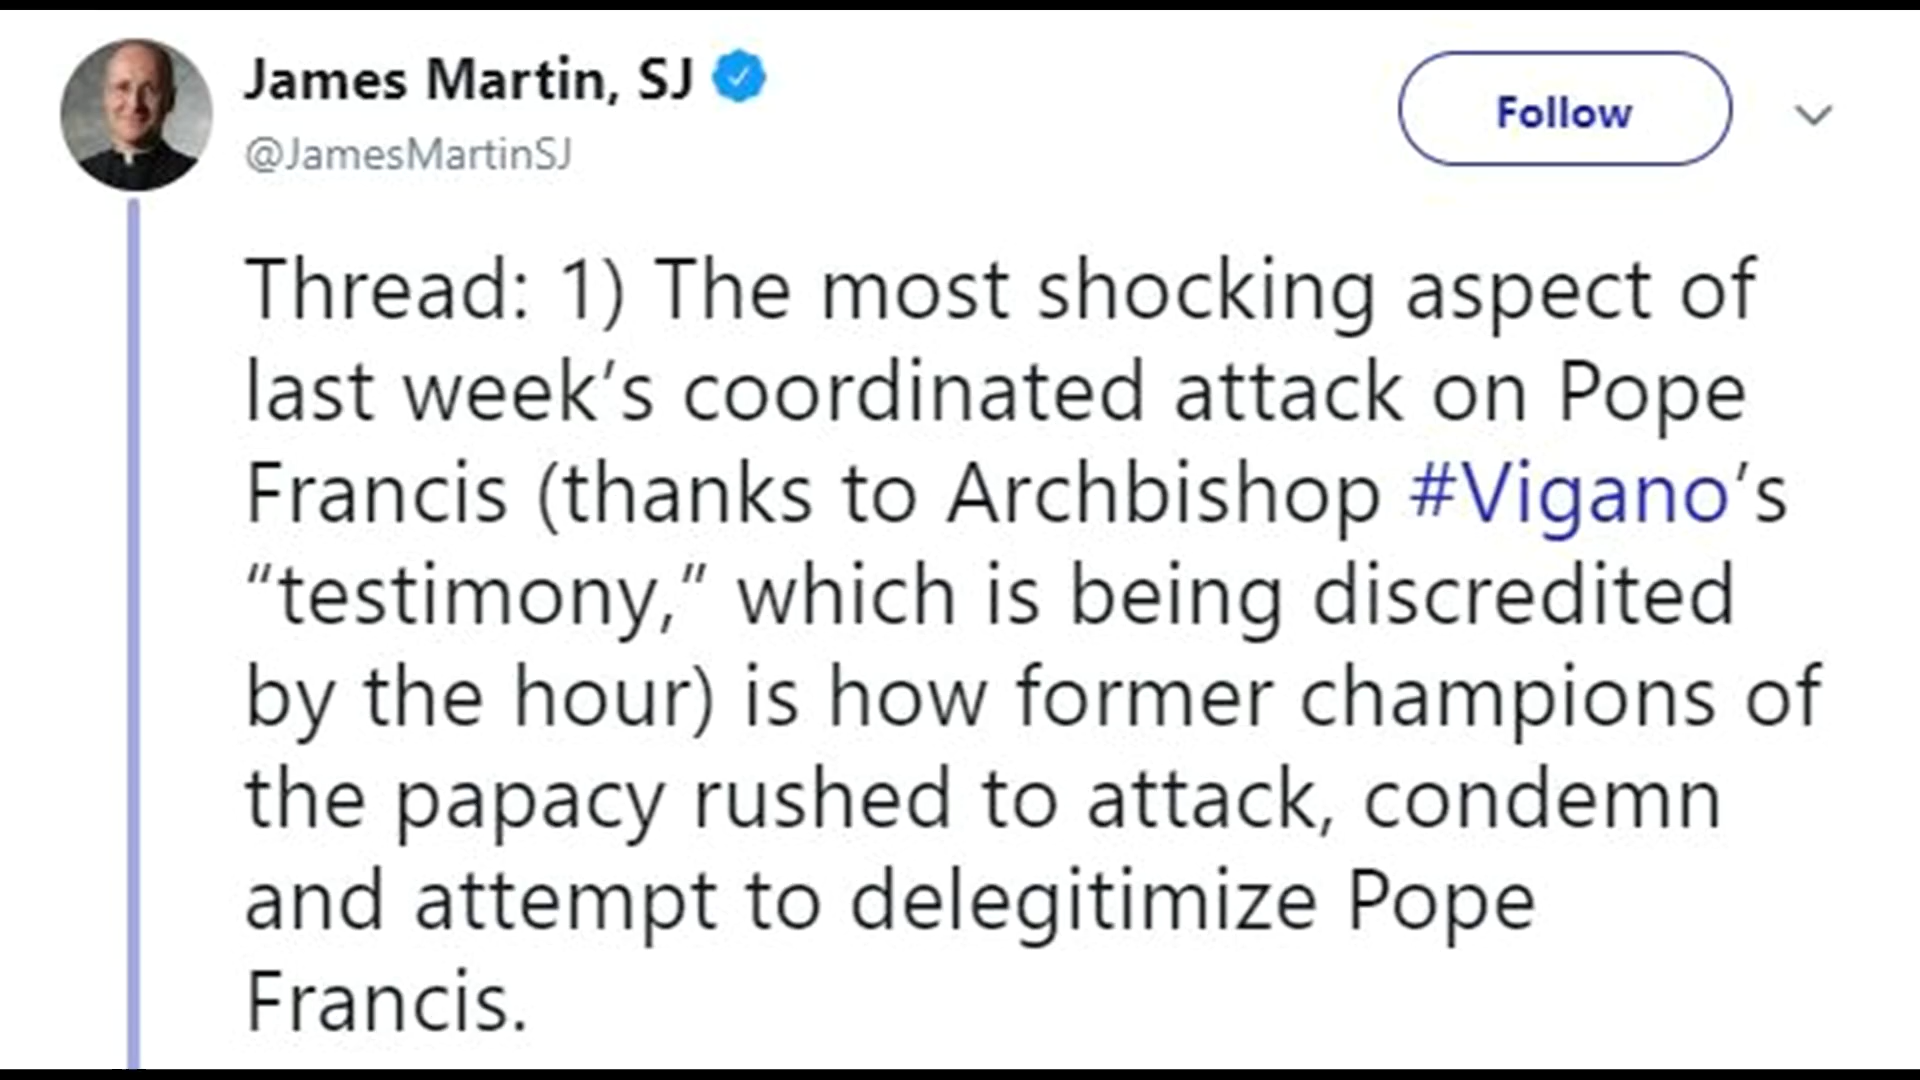 James Martin, SJ
@JamesMartinSJ
Follow
Thread: 1) The most shocking aspect of
last week’s coordinated attack on Pope
Francis (thanks to Archbishop #Vigano’s
“testimony,” which is being discredited
by the hour) is how former champions of
the papacy rushed to attack, condemn
and attempt to delegitimize Pope
Francis.